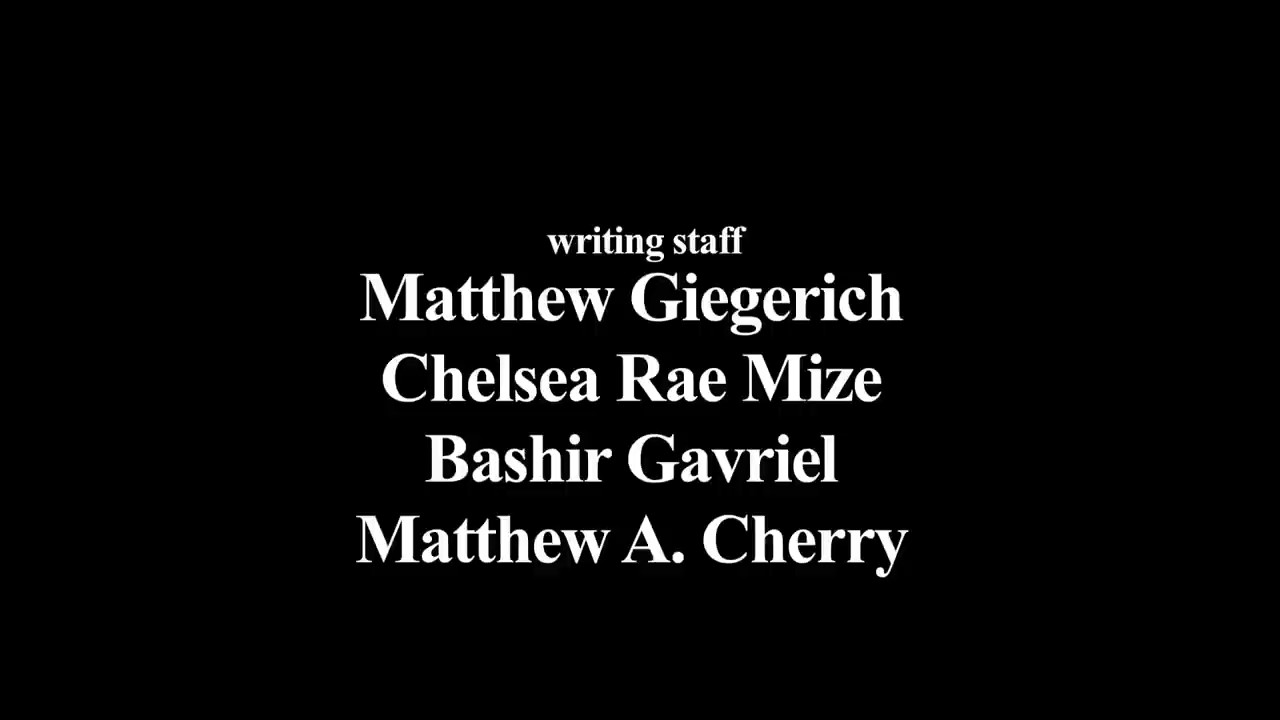 writing staff
Matthew Giegerich
Chelsea Rae Mize
Bashir Gavriel
Matthew A. Cherry